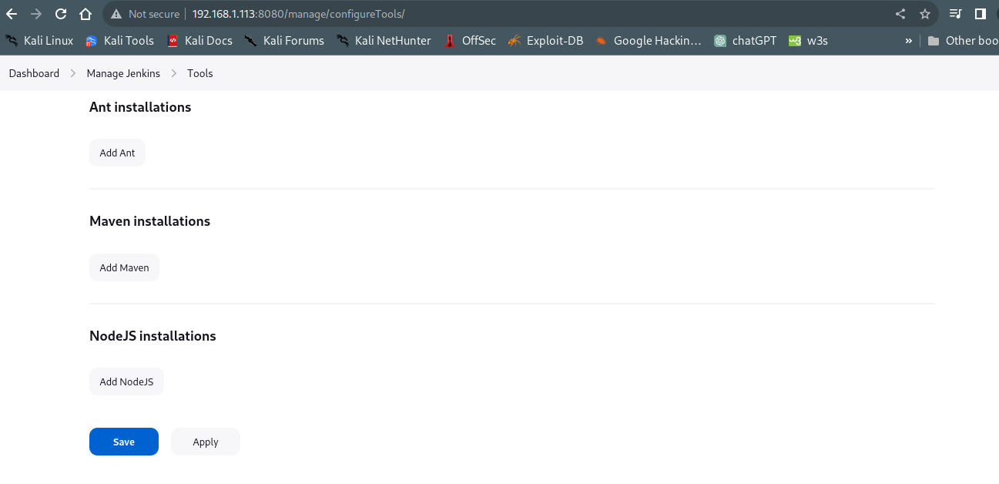 Not secure 192.168.1.113:8080/manage/configureTools/
Kali Linux Kali Tools Kali Docs Kali Forums Kali NetHunter OffSec Exploit-DB Google Hackin… chatGPT w3s » Other boo
Dashboard Manage Jenkins Tools
Ant installations
Add Ant
Maven installations
Add Maven
NodeJS installations
Add NodeJS
Save Apply